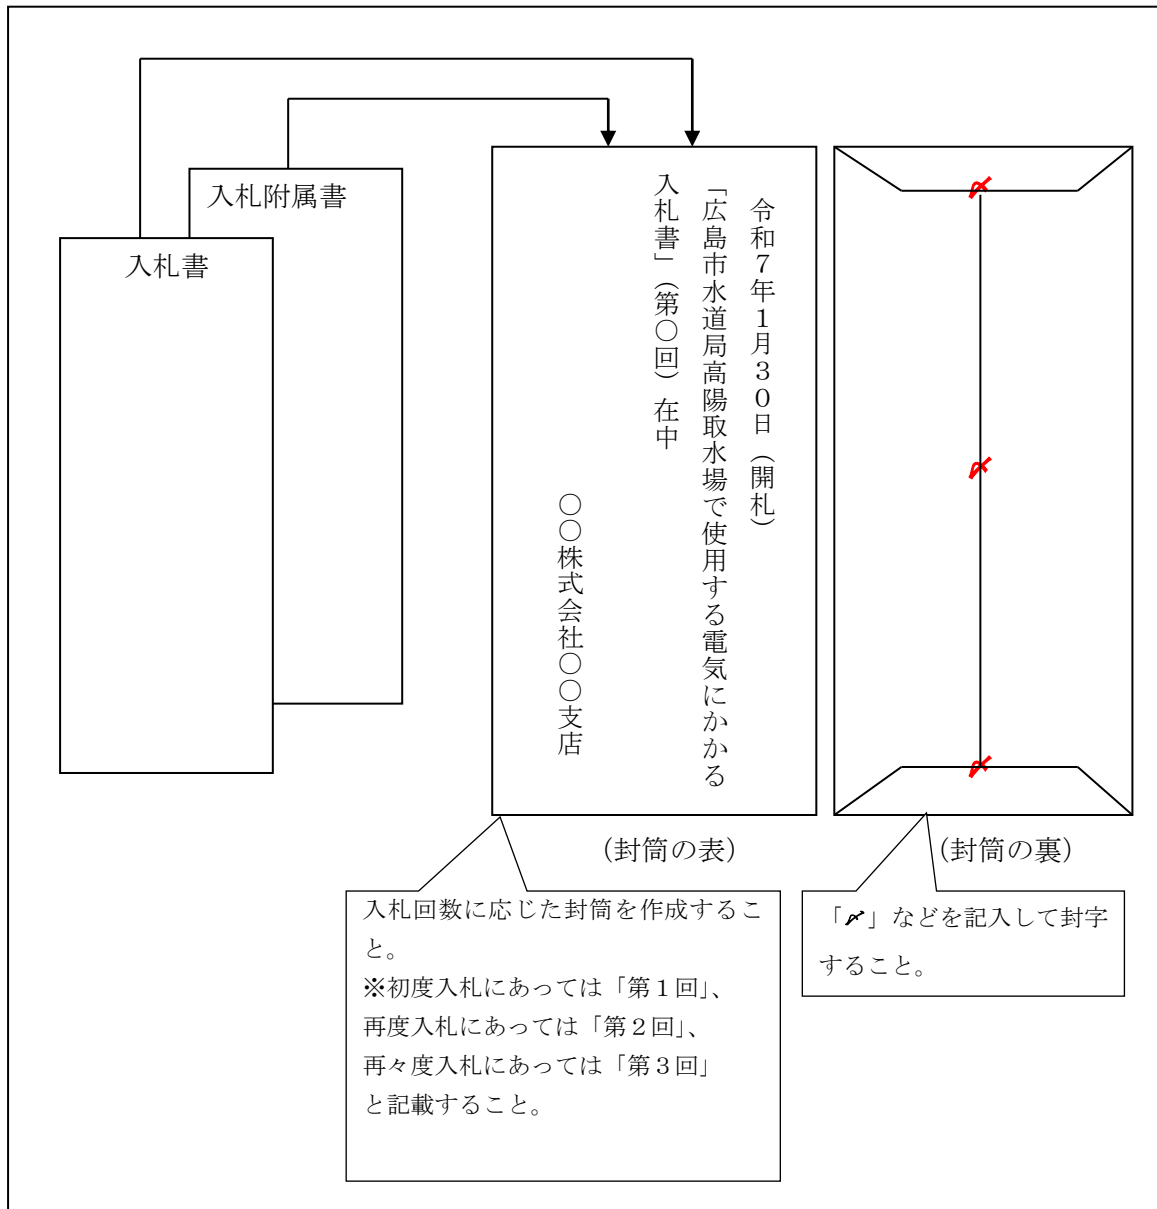 入札附属書
入札書
令和７年１月３０日（開札）
「広島市水道局高陽取水場で使用する電気にかかる
入札書」（第〇回）在中
〇〇株式会社〇〇支店
〆
〆
〆
（封筒の表）
（封筒の裏）
入札回数に応じた封筒を作成するこ
と。
※初度入札にあっては「第１回」、
再度入札にあっては「第２回」、
再々度入札にあっては「第３回」
と記載すること。
「〆」などを記入して封字
すること。